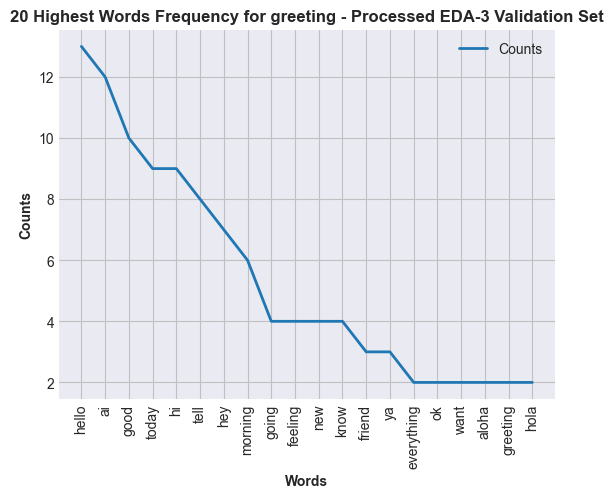 20 Highest Words Frequency for greeting - Processed EDA-3 Validation Set
Counts
12
10
8
6
4
2
Counts
hello
ai
good
today
hi
tell
hey
morning
going
feeling
new
know
friend
ya
everything
ok
want
aloha
greeting
hola
Words